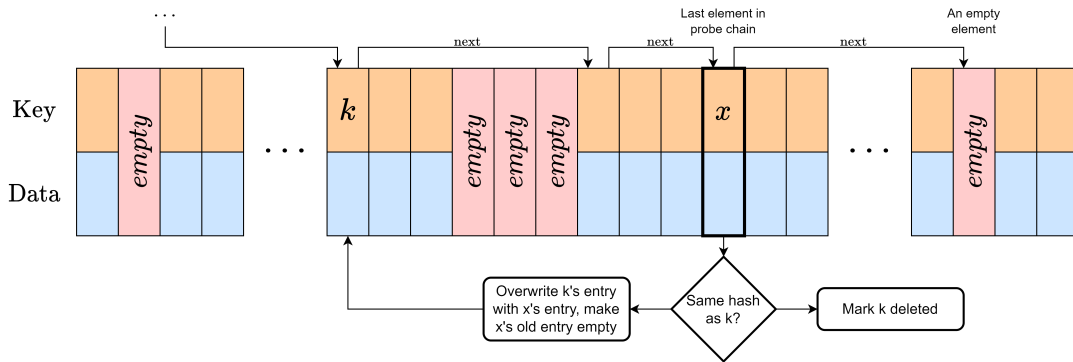 ...
Last element in
probe chain
An empty
element
next
next
next
Key
k
x
empty
empty
empty
empty
empty
...
...
Data
Overwrite k's entry
with x's entry, make
x's old entry empty
Same hash
as k?
Mark k deleted